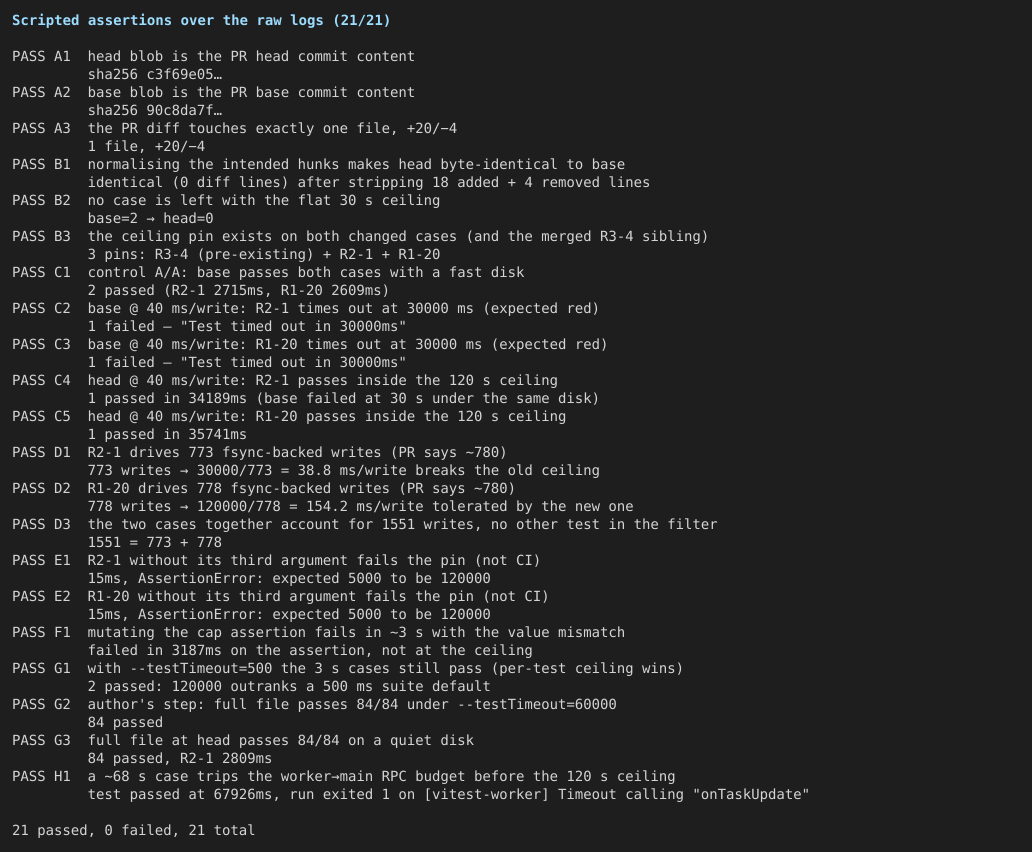 Scripted assertions over the raw logs (21/21)
PASS A1  head blob is the PR head commit content
sha256 c3f69e05…
PASS A2  base blob is the PR base commit content
sha256 90c8da7f…
PASS A3  the PR diff touches exactly one file, +20/−4
1 file, +20/−4
PASS B1  normalising the intended hunks makes head byte-identical to base
identical (0 diff lines) after stripping 18 added + 4 removed lines
PASS B2  no case is left with the flat 30 s ceiling
base=2 → head=0
PASS B3  the ceiling pin exists on both changed cases (and the merged R3-4 sibling)
3 pins: R3-4 (pre-existing) + R2-1 + R1-20
PASS C1  control A/A: base passes both cases with a fast disk
2 passed (R2-1 2715ms, R1-20 2609ms)
PASS C2  base @ 40 ms/write: R2-1 times out at 30000 ms (expected red)
1 failed — "Test timed out in 30000ms"
PASS C3  base @ 40 ms/write: R1-20 times out at 30000 ms (expected red)
1 failed — "Test timed out in 30000ms"
PASS C4  head @ 40 ms/write: R2-1 passes inside the 120 s ceiling
1 passed in 34189ms (base failed at 30 s under the same disk)
PASS C5  head @ 40 ms/write: R1-20 passes inside the 120 s ceiling
1 passed in 35741ms
PASS D1  R2-1 drives 773 fsync-backed writes (PR says ~780)
773 writes → 30000/773 = 38.8 ms/write breaks the old ceiling
PASS D2  R1-20 drives 778 fsync-backed writes (PR says ~780)
778 writes → 120000/778 = 154.2 ms/write tolerated by the new one
PASS D3  the two cases together account for 1551 writes, no other test in the filter
1551 = 773 + 778
PASS E1  R2-1 without its third argument fails the pin (not CI)
15ms, AssertionError: expected 5000 to be 120000
PASS E2  R1-20 without its third argument fails the pin (not CI)
15ms, AssertionError: expected 5000 to be 120000
PASS F1  mutating the cap assertion fails in ~3 s with the value mismatch
failed in 3187ms on the assertion, not at the ceiling
PASS G1  with --testTimeout=500 the 3 s cases still pass (per-test ceiling wins)
2 passed: 120000 outranks a 500 ms suite default
PASS G2  author's step: full file passes 84/84 under --testTimeout=60000
84 passed
PASS G3  full file at head passes 84/84 on a quiet disk
84 passed, R2-1 2809ms
PASS H1  a ~68 s case trips the worker→main RPC budget before the 120 s ceiling
test passed at 67926ms, run exited 1 on [vitest-worker] Timeout calling "onTaskUpdate"
21 passed, 0 failed, 21 total